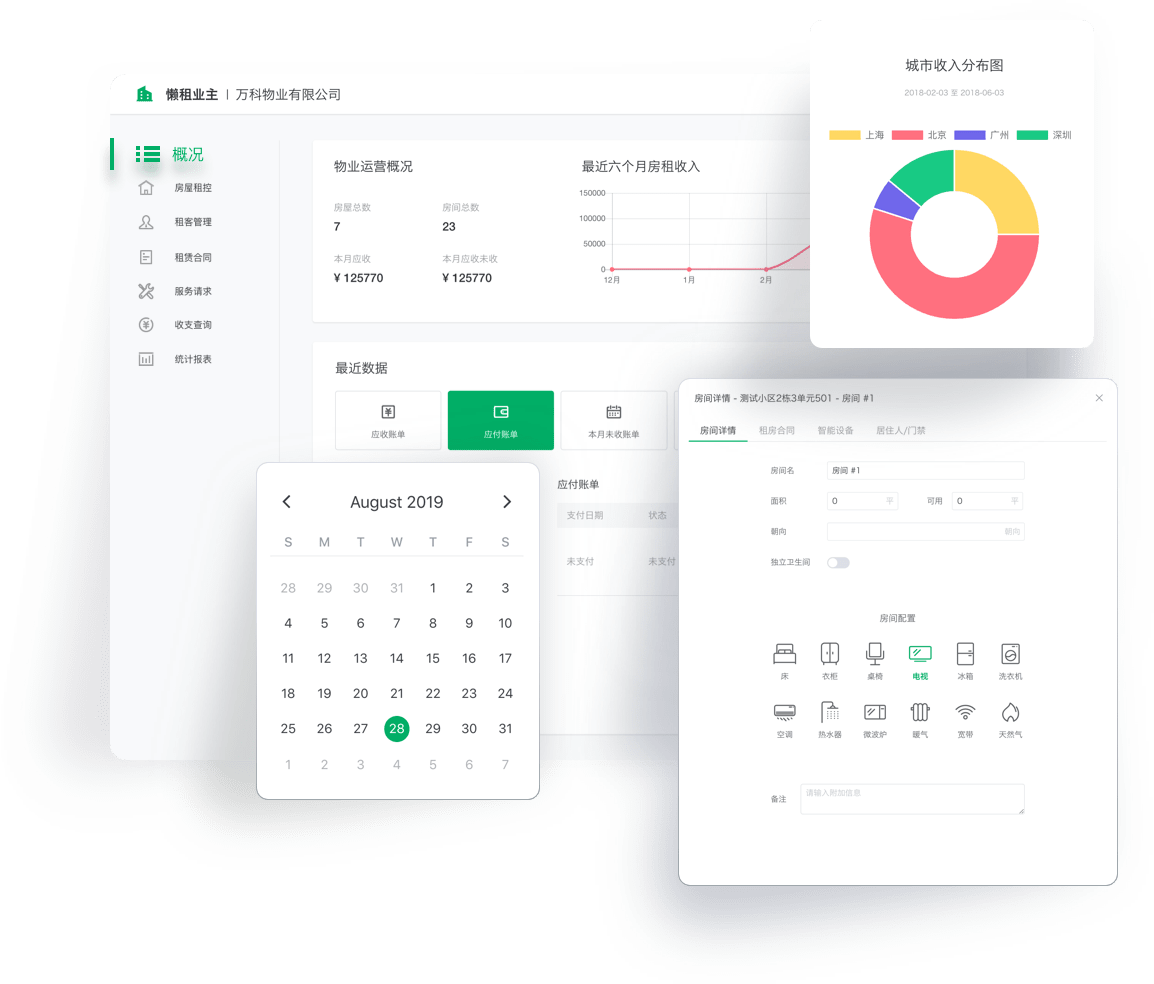 懒租业主 | 万科物业有限公司
概况
房屋租控
租客管理
租赁合同
服务请求
收支查询
统计报表
物业运营概况
房屋总数 房间总数
7 23
本月应收 本月应收未收
¥ 125770 ¥ 125770
最近六个月房租收入
150000
100000
50000
0
12月 1月 2月
城市收入分布图
2018-02-03 至 2018-06-03
上海 北京 广州 深圳
最近数据
应收账单 应付账单 本月未收账单
应付账单
支付日期 状态
未支付 未支付
August 2019
S M T W T F S
28 29 30 31 1 2 3
4 5 6 7 8 9 10
11 12 13 14 15 16 17
18 19 20 21 22 23 24
25 26 27 28 29 30 31
1 2 3 4 5 6 7
房间详情 - 测试小区2栋3单元501 - 房间 #1
房间详情 租房合同 智能设备 居住人/门禁
房间名 房间 #1
面积 0 平 可用 0 平
朝向 朝向
独立卫生间
房间配置
床 衣柜 桌椅 电视 冰箱 洗衣机
空调 热水器 微波炉 暖气 宽带 天然气
备注 请输入附加信息